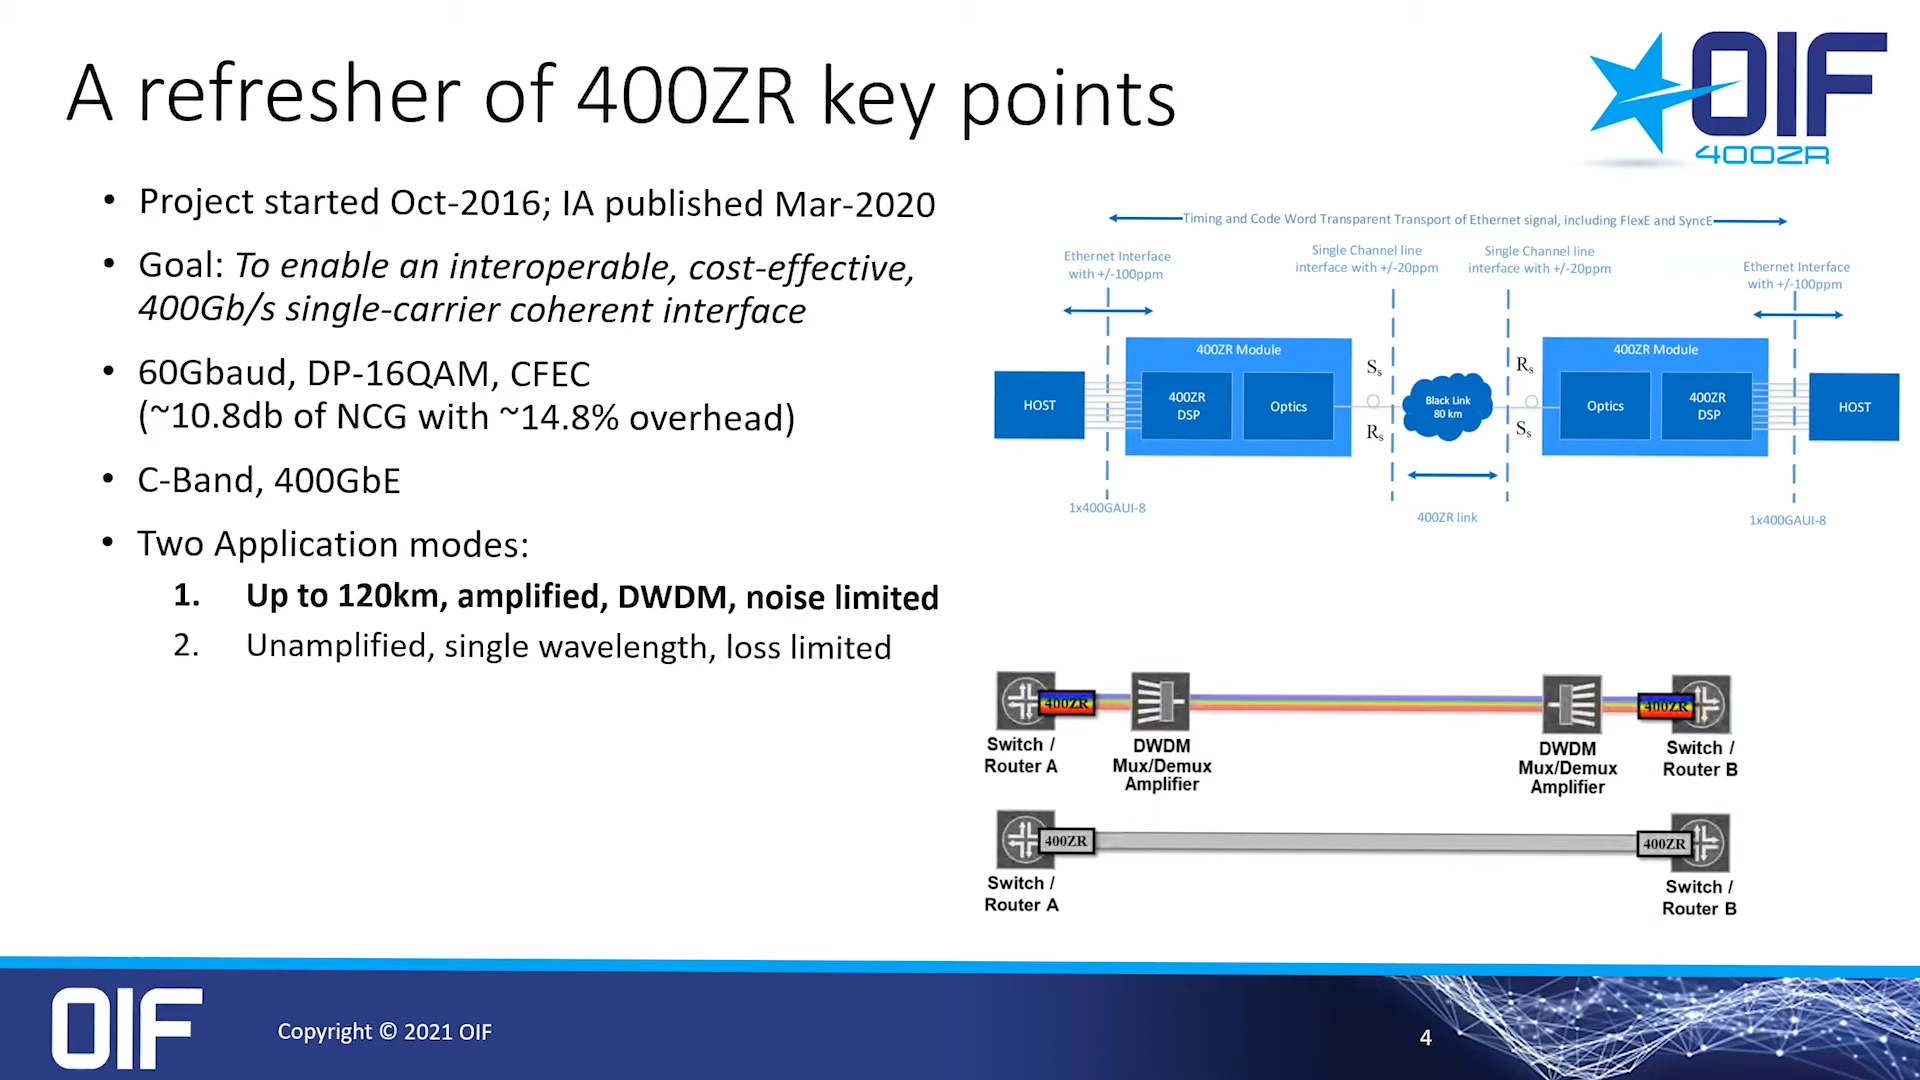 A refresher of 400ZR key points
OIF
400ZR
• Project started Oct-2016; IA published Mar-2020
• Goal: To enable an interoperable, cost-effective,
400Gb/s single-carrier coherent interface
• 60Gbaud, DP-16QAM, CFEC
(~10.8db of NCG with ~14.8% overhead)
• C-Band, 400GbE
• Two Application modes:
1. Up to 120km, amplified, DWDM, noise limited
2. Unamplified, single wavelength, loss limited
Timing and Code Word Transparent Transport of Ethernet signal, including FlexE and SyncE
Ethernet Interface
with +/-100ppm
Single Channel line
interface with +/-20ppm
Single Channel line
interface with +/-20ppm
Ethernet Interface
with +/-100ppm
HOST
400ZR Module
400ZR
DSP
Optics
Ss
Rs
Black Link
80 km
Rs
Ss
400ZR Module
Optics
400ZR
DSP
HOST
1x400GAUI-8
400ZR link
1x400GAUI-8
400ZR
400ZR
Switch /
Router A
DWDM
Mux/Demux
Amplifier
DWDM
Mux/Demux
Amplifier
Switch /
Router B
400ZR
400ZR
Switch /
Router A
Switch /
Router B
OIF
Copyright © 2021 OIF
4